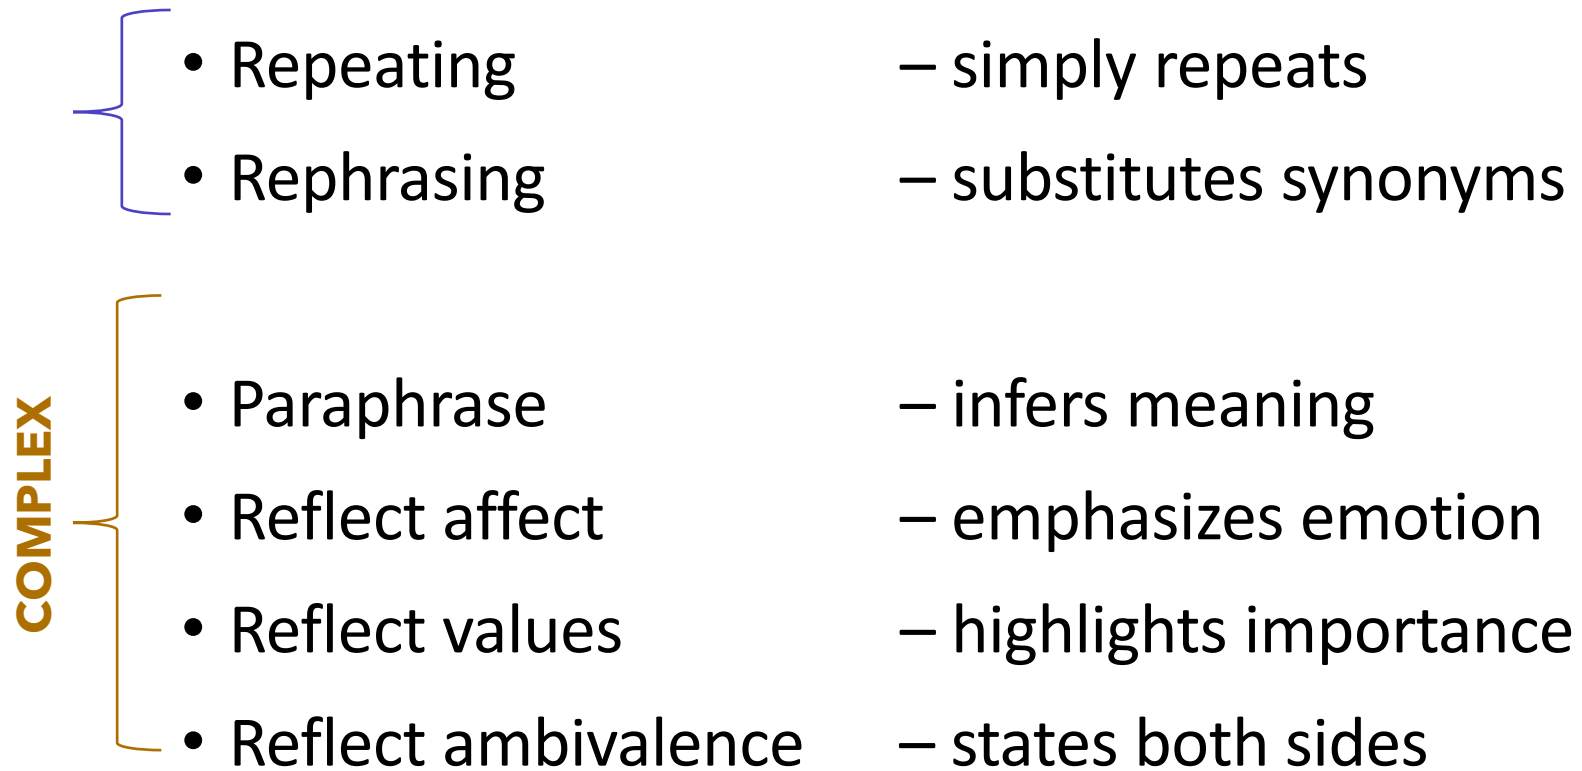 • Repeating – simply repeats
• Rephrasing – substitutes synonyms
COMPLEX
• Paraphrase – infers meaning
• Reflect affect – emphasizes emotion
• Reflect values – highlights importance
• Reflect ambivalence – states both sides